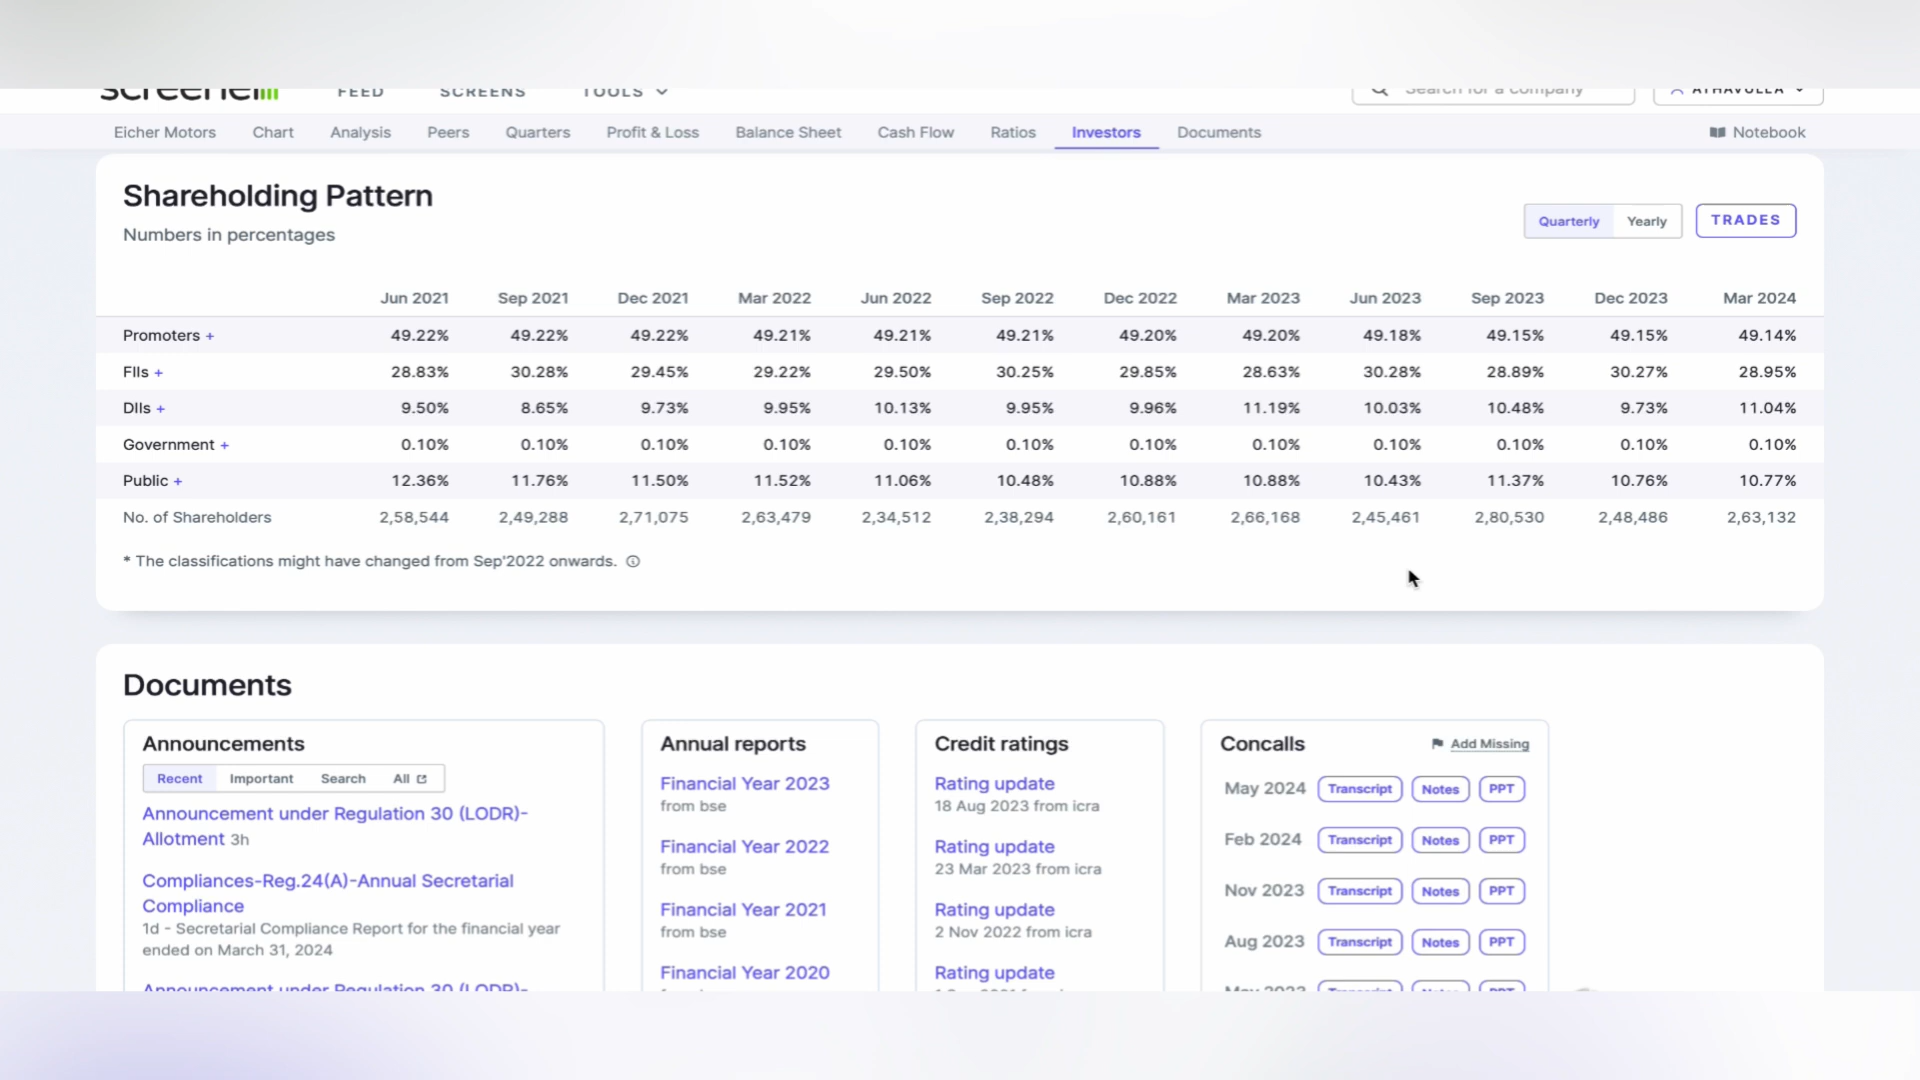 screener
FEED SCREENS TOOLS Search for a company ATHAVULLA
Eicher Motors Chart Analysis Peers Quarters Profit & Loss Balance Sheet Cash Flow Ratios Investors Documents Notebook
Shareholding Pattern
Numbers in percentages
Quarterly Yearly TRADES
Jun 2021 Sep 2021 Dec 2021 Mar 2022 Jun 2022 Sep 2022 Dec 2022 Mar 2023 Jun 2023 Sep 2023 Dec 2023 Mar 2024
Promoters + 49.22% 49.22% 49.22% 49.21% 49.21% 49.21% 49.20% 49.20% 49.18% 49.15% 49.15% 49.14%
FIIs + 28.83% 30.28% 29.45% 29.22% 29.50% 30.25% 29.85% 28.63% 30.28% 28.89% 30.27% 28.95%
DIIs + 9.50% 8.65% 9.73% 9.95% 10.13% 9.95% 9.96% 11.19% 10.03% 10.48% 9.73% 11.04%
Government + 0.10% 0.10% 0.10% 0.10% 0.10% 0.10% 0.10% 0.10% 0.10% 0.10% 0.10% 0.10%
Public + 12.36% 11.76% 11.50% 11.52% 11.06% 10.48% 10.88% 10.88% 10.43% 11.37% 10.76% 10.77%
No. of Shareholders 2,58,544 2,49,288 2,71,075 2,63,479 2,34,512 2,38,294 2,60,161 2,66,168 2,45,461 2,80,530 2,48,486 2,63,132
* The classifications might have changed from Sep'2022 onwards.
Documents
Announcements
Recent Important Search All
Announcement under Regulation 30 (LODR)-
Allotment 3h
Compliances-Reg.24(A)-Annual Secretarial
Compliance
1d - Secretarial Compliance Report for the financial year
ended on March 31, 2024
Announcement under Regulation 30 (LODR)-
Annual reports
Financial Year 2023
from bse
Financial Year 2022
from bse
Financial Year 2021
from bse
Financial Year 2020
Credit ratings
Rating update
18 Aug 2023 from icra
Rating update
23 Mar 2023 from icra
Rating update
2 Nov 2022 from icra
Rating update
Concalls Add Missing
May 2024 Transcript Notes PPT
Feb 2024 Transcript Notes PPT
Nov 2023 Transcript Notes PPT
Aug 2023 Transcript Notes PPT
May 2023 Transcript Notes PPT